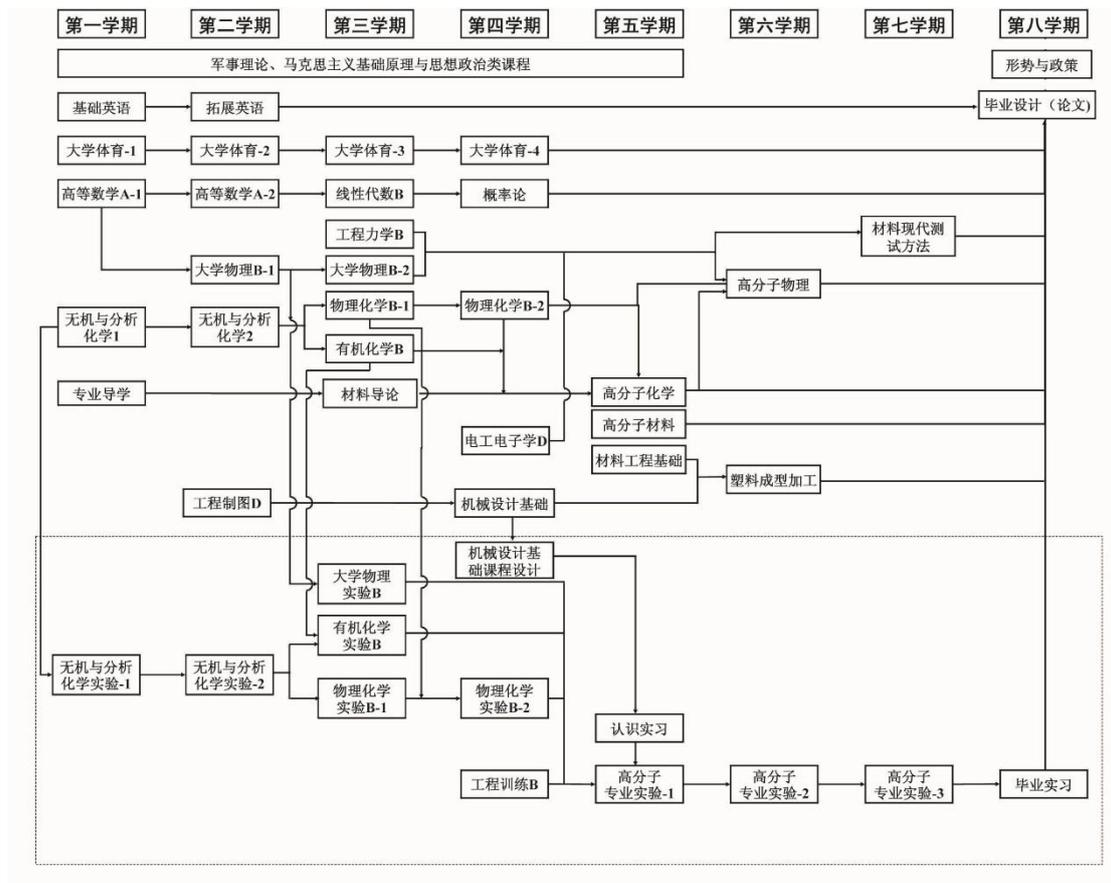 第一学期
第二学期
第三学期
第四学期
第五学期
第六学期
第七学期
第八学期
军事理论、马克思主义基础原理与思想政治类课程
形势与政策
基础英语
拓展英语
毕业设计（论文)
大学体育-1
大学体育-2
大学体育-3
大学体育-4
高等数学A-1
高等数学A-2
线性代数B
概率论
工程力学B
材料现代测
试方法
大学物理B-1
大学物理B-2
高分子物理
无机与分析
化学1
无机与分析
化学2
物理化学B-1
物理化学B-2
有机化学B
专业导学
材料导论
高分子化学
高分子材料
电工电子学D
材料工程基础
塑料成型加工
工程制图D
机械设计基础
机械设计基
础课程设计
大学物理
实验B
有机化学
实验B
无机与分析
化学实验-1
无机与分析
化学实验-2
物理化学
实验B-1
物理化学
实验B-2
认识实习
工程训练B
高分子
专业实验-1
高分子
专业实验-2
高分子
专业实验-3
毕业实习